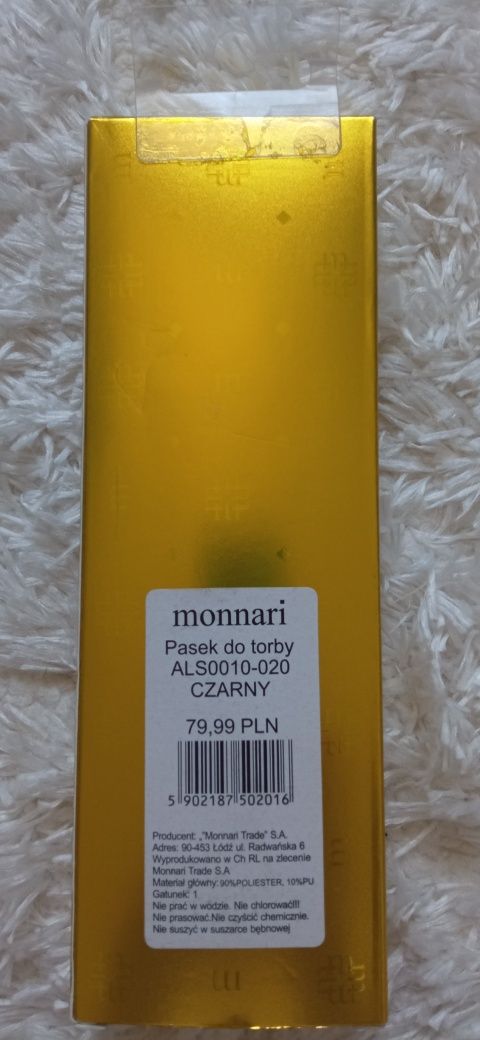 monnari
Pasek do torby
ALS0010-020
CZARNY
79,99 PLN
5 902187 502016
Producent: „"Monnari Trade" S.A.
Adres: 90-453 Łódź ul. Radwańska 6
Wyprodukowano w Ch RL na zlecenie
Monnari Trade S.A
Materiał główny: 90%POLIESTER, 10%PU
Gatunek: 1
Nie prać w wodzie. Nie chlorować!!!
Nie prasować.Nie czyścić chemicznie.
Nie suszyć w suszarce bębnowej